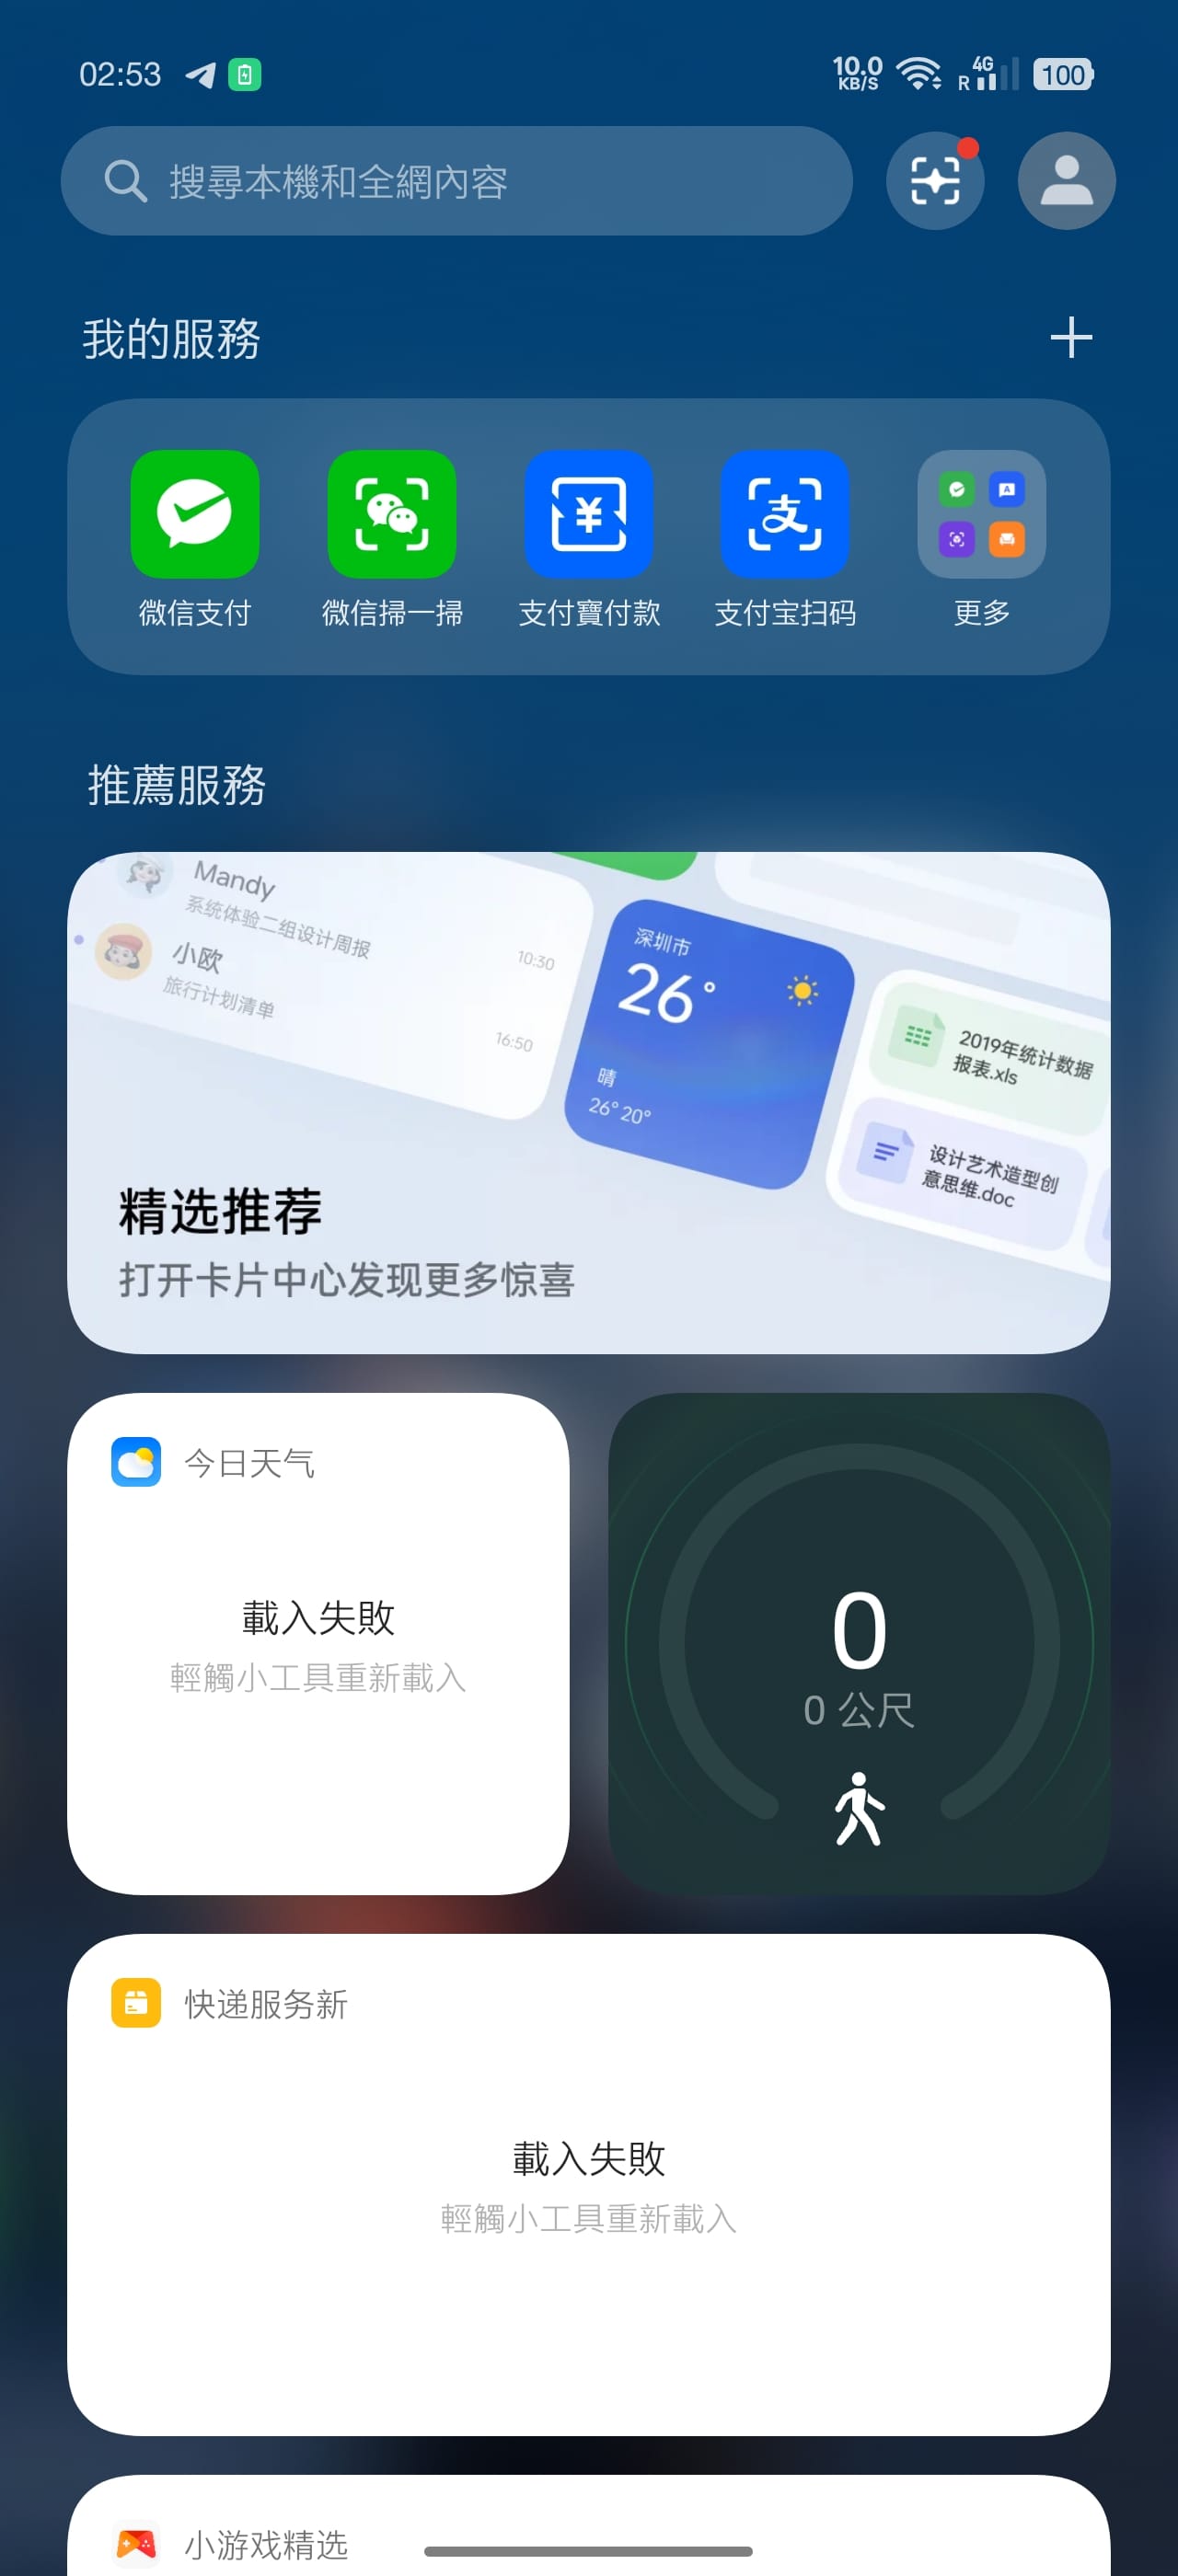 02:53
10.0
KB/S
4G
R
100
搜尋本機和全網內容
我的服務
微信支付
微信掃一掃
支付寶付款
支付宝扫码
更多
推薦服務
Mandy
系统体验二组设计周报
10:30
小欧
旅行计划清单
16:50
深圳市
26°
晴
26° 20°
2019年统计数据
报表.xls
设计艺术造型创
意思维.doc
精选推荐
打开卡片中心发现更多惊喜
今日天气
載入失敗
輕觸小工具重新載入
0
0 公尺
快递服务新
載入失敗
輕觸小工具重新載入
小游戏精选